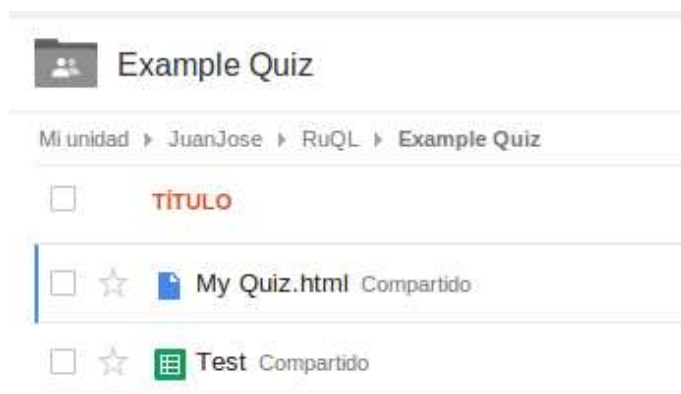 Example Quiz
Mi unidad JuanJose RuQL Example Quiz
TÍTULO
My Quiz.html Compartido
Test Compartido